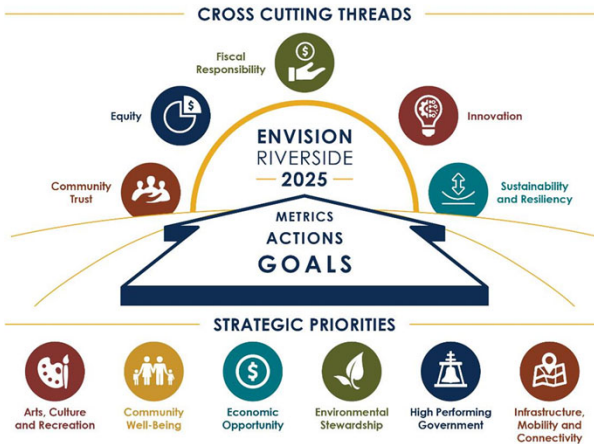 CROSS CUTTING THREADS
Fiscal
Responsibility
$
Equity
$
Innovation
ENVISION
RIVERSIDE
2025
Community
Trust
Sustainability
and Resiliency
METRICS
ACTIONS
GOALS
STRATEGIC PRIORITIES
$
Arts, Culture
and Recreation
Community
Well-Being
Economic
Opportunity
Environmental
Stewardship
High Performing
Government
Infrastructure,
Mobility and
Connectivity